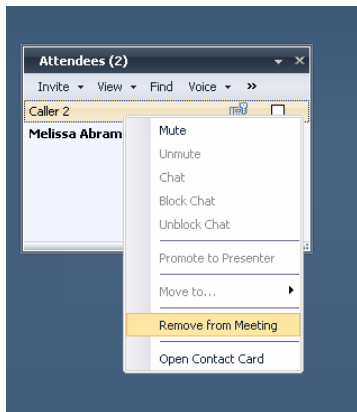 Attendees (2)
Invite View Find Voice »
Caller 2
Melissa Abram
Mute
Unmute
Chat
Block Chat
Unblock Chat
Promote to Presenter
Move to...
Remove from Meeting
Open Contact Card